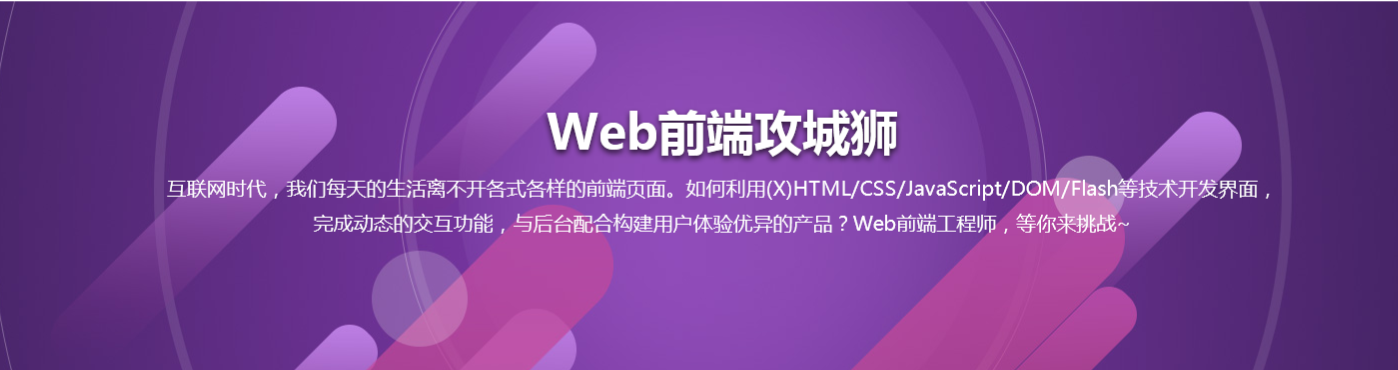 Web前端攻城狮
互联网时代，我们每天的生活离不开各式各样的前端页面。如何利用(X)HTML/CSS/JavaScript/DOM/Flash等技术开发界面，
完成动态的交互功能，与后台配合构建用户体验优异的产品？Web前端工程师，等你来挑战~